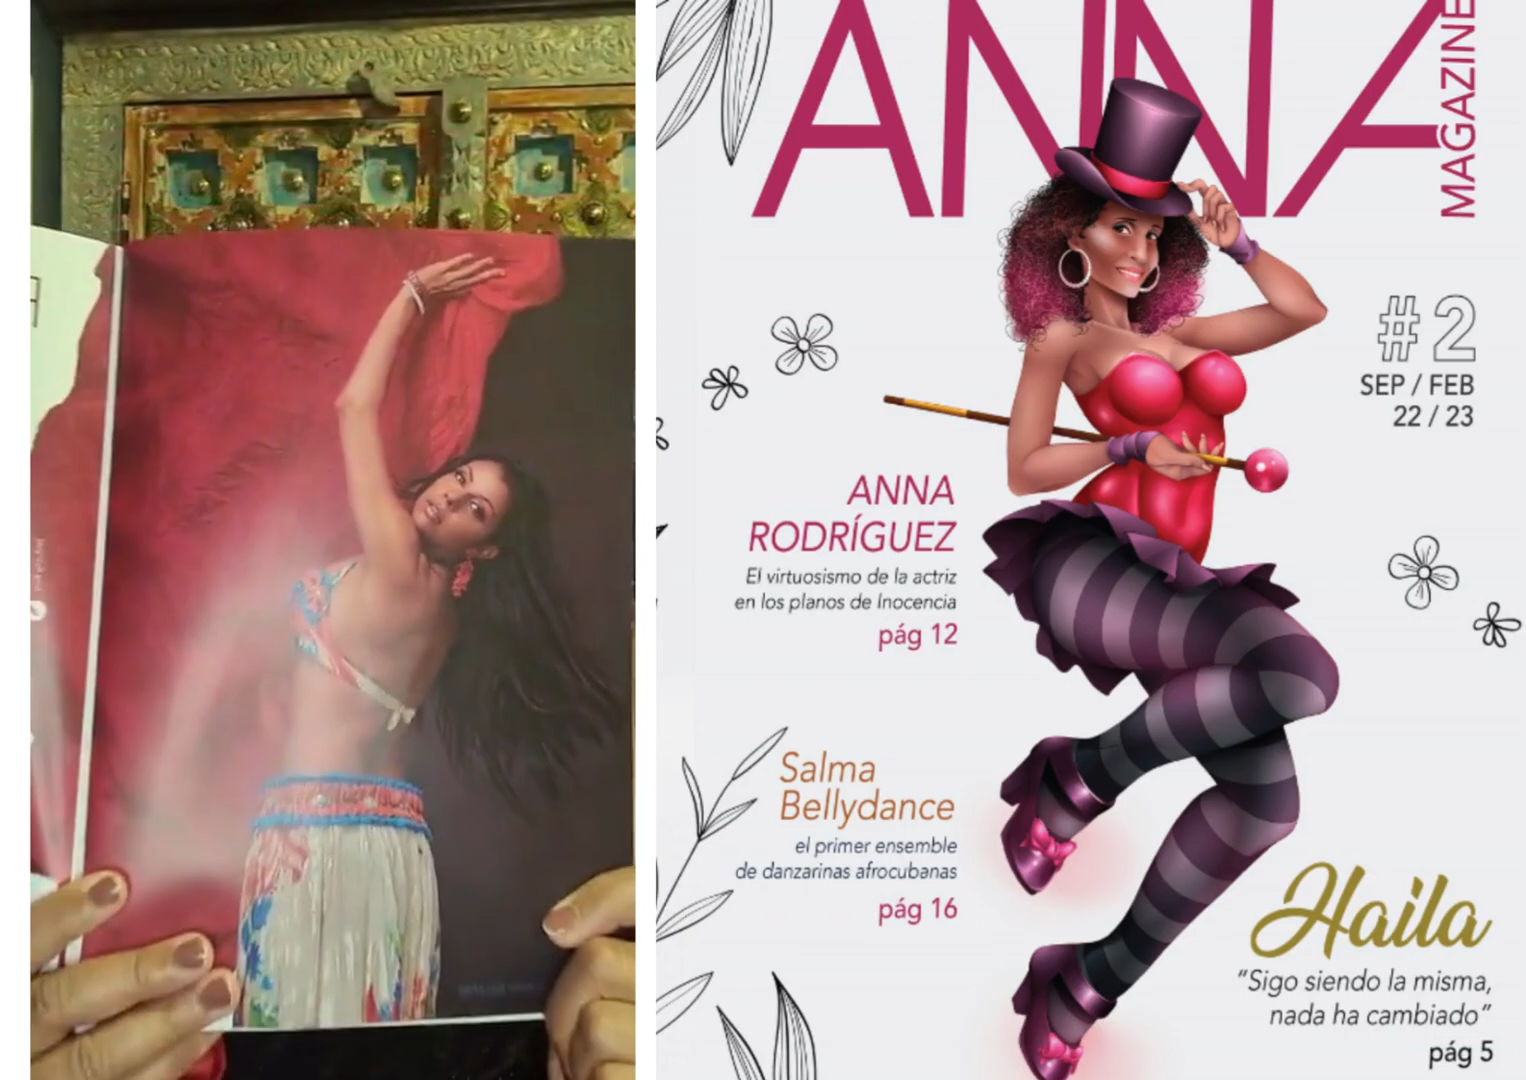 ANNA
MAGAZINE
#2
SEP / FEB
22 / 23
ANNA
RODRÍGUEZ
El virtuosismo de la actriz
en los planos de Inocencia
pág 12
Salma
Bellydance
el primer ensemble
de danzarinas afrocubanas
pág 16
Haila
“Sigo siendo la misma,
nada ha cambiado”
pág 5